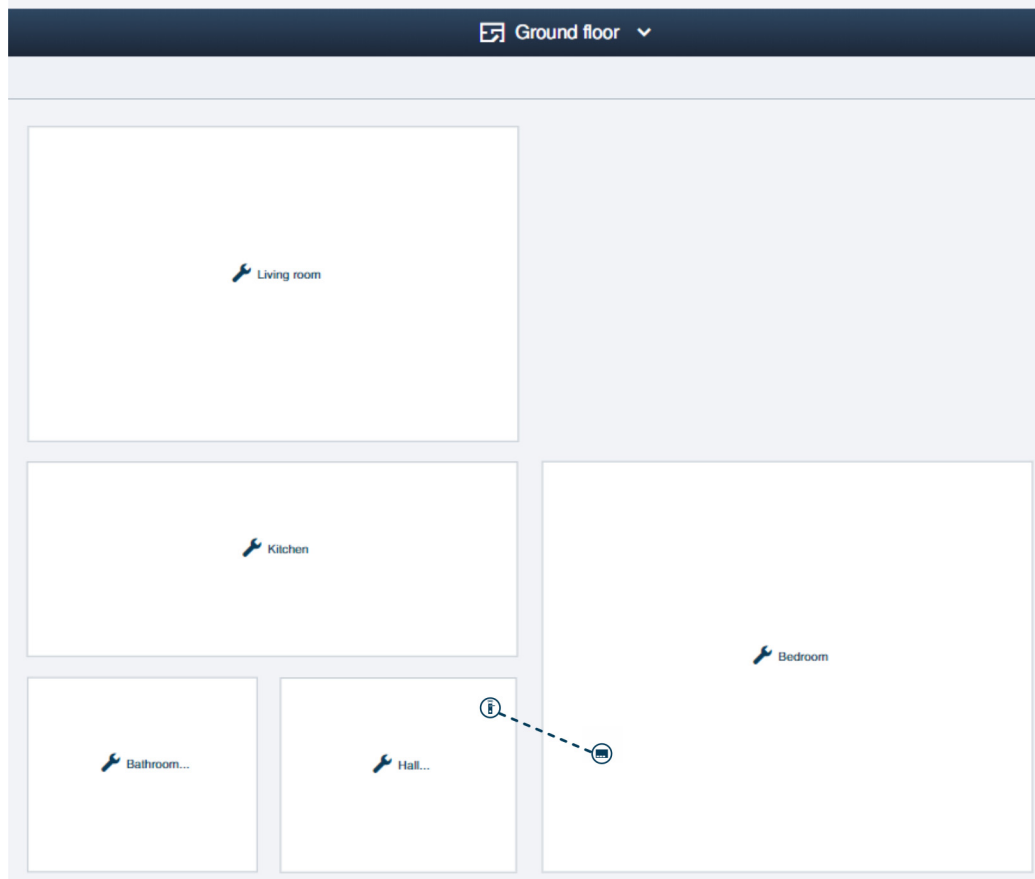 Ground floor
Living room
Kitchen
Bedroom
Bathroom...
Hall...